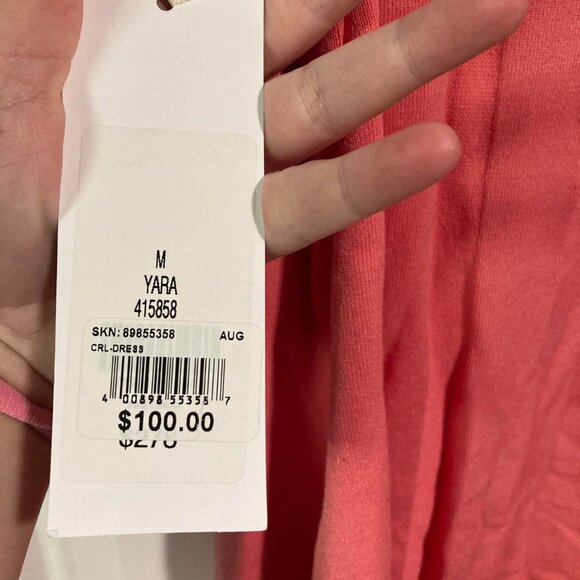 M
YARA
415858
SKN: 89855358 AUG
CRL-DRESS
4 00898 55355 7
$100.00